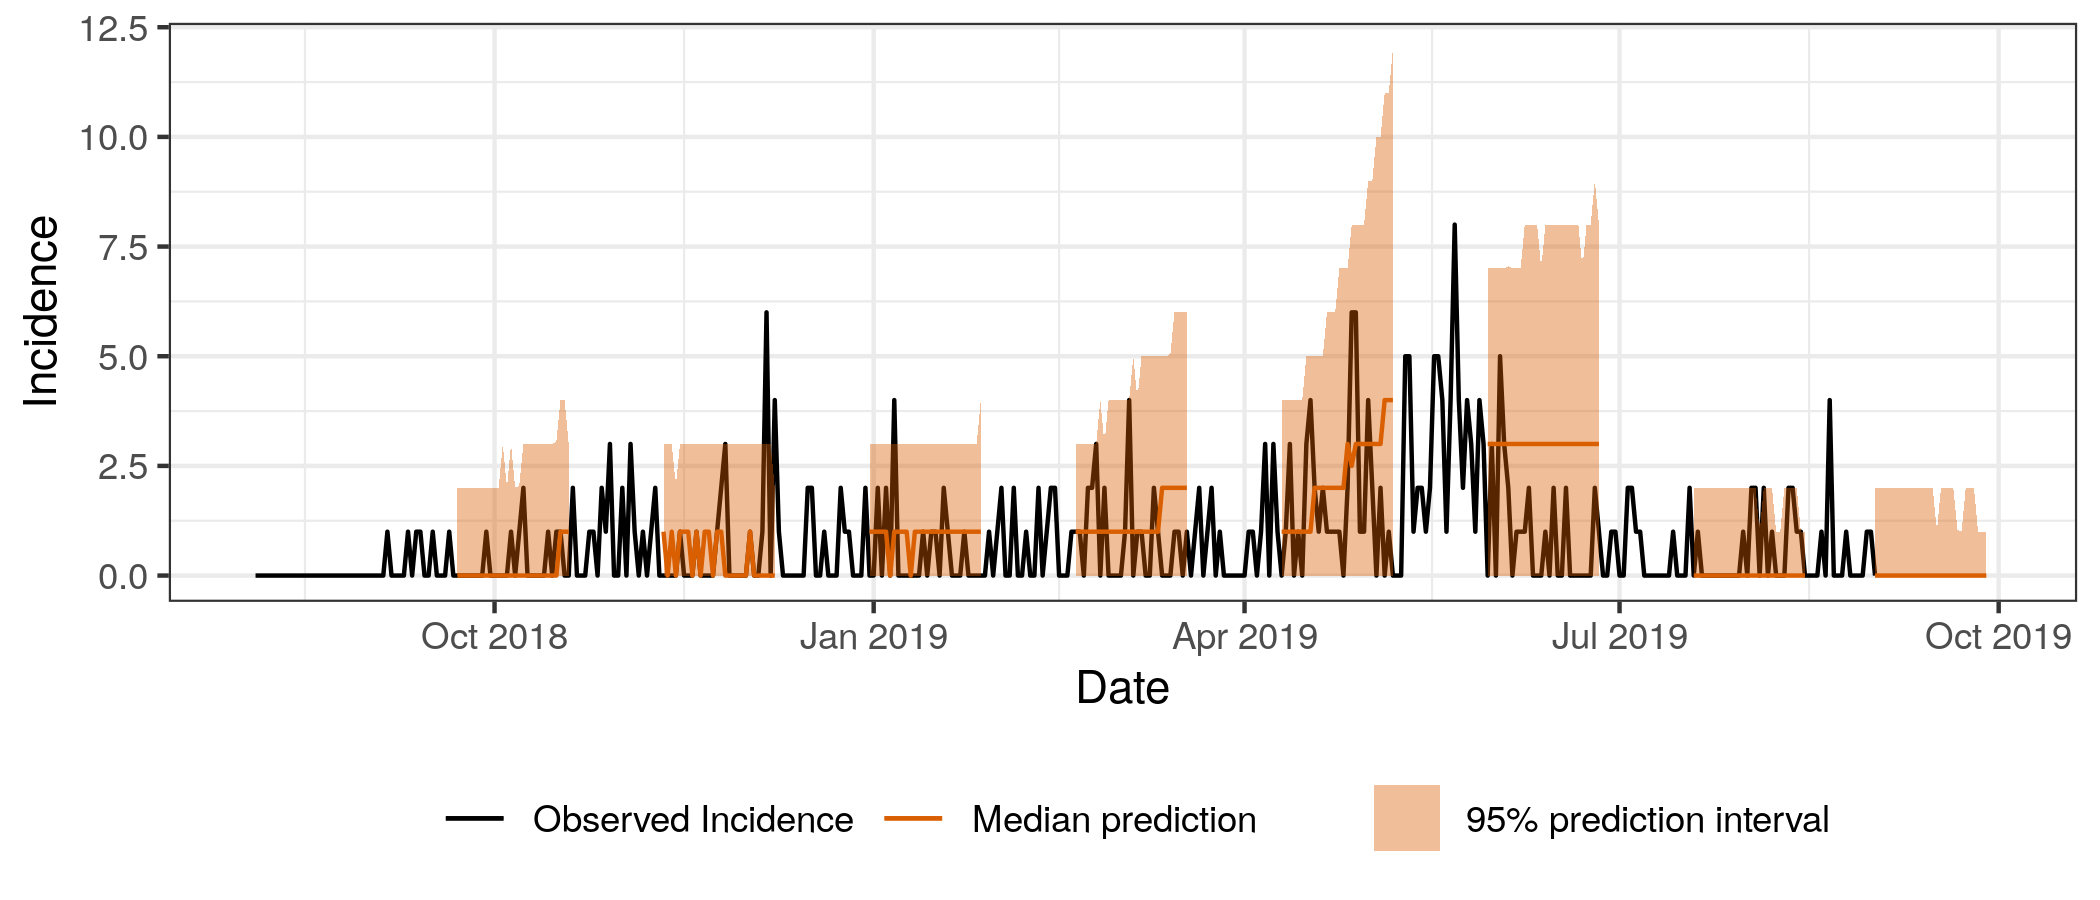 12.5
10.0
7.5
5.0
2.5
0.0
Incidence
Oct 2018 Jan 2019 Apr 2019 Jul 2019 Oct 2019
Date
Observed Incidence Median prediction 95% prediction interval